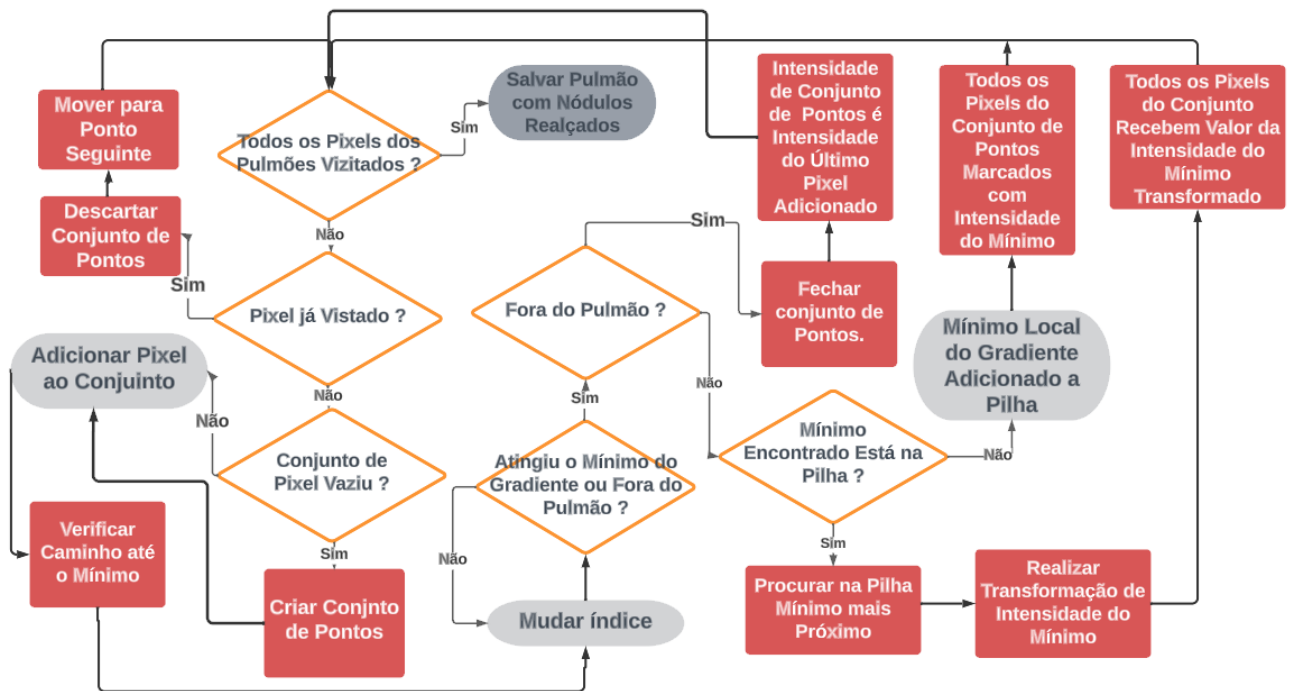 Mover para
Ponto
Seguinte
Descartar
Conjunto de
Pontos
Todos os Pixels dos
Pulmões Vizitados ?
Sim
Salvar Pulmão
com Nódulos
Realçados
Não
Sim
Pixel já Vistado ?
Não
Adicionar Pixel
ao Conjuinto
Não
Conjunto de
Pixel Vaziu ?
Sim
Verificar
Caminho até
o Mínimo
Criar Conjnto
de Pontos
Fora do Pulmão ?
Sim
Não
Sim
Atingiu o Mínimo do
Gradiente ou Fora do
Pulmão ?
Não
Mudar índice
Intensidade
de Conjunto
de Pontos é
Intensidade
do Último
Pixel
Adicionado
Fechar
conjunto de
Pontos.
Mínimo
Encontrado Está na
Pilha ?
Não
Sim
Procurar na Pilha
Mínimo mais
Próximo
Todos os
Pixels do
Conjunto de
Pontos
Marcados
com
Intensidade
do Mínimo
Mínimo Local
do Gradiente
Adicionado a
Pilha
Realizar
Transformação de
Intensidade do
Mínimo
Todos os Pixels
do Conjunto
Recebem Valor da
Intensidade do
Mínimo
Transformado